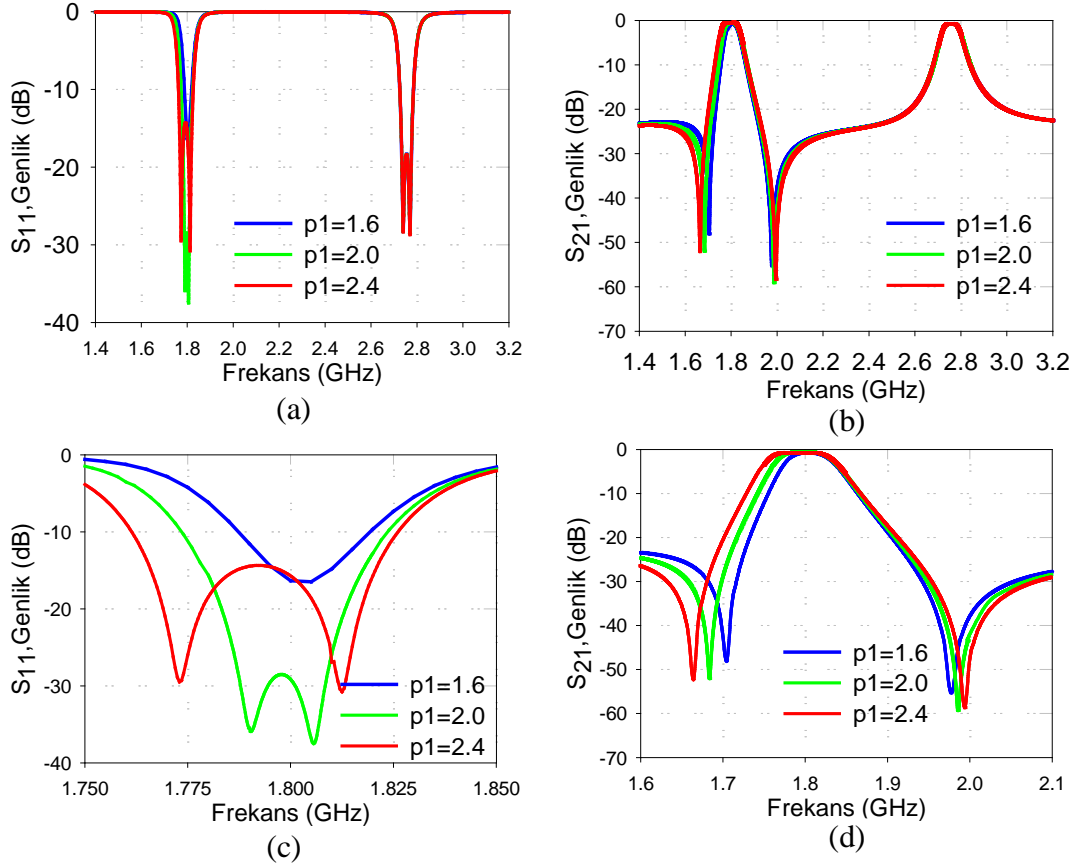 0
-10
-20
-30
-40
S11,Genlik (dB)
p1=1.6
p1=2.0
p1=2.4
1.4 1.6 1.8 2.0 2.2 2.4 2.6 2.8 3.0 3.2
Frekans (GHz)
(a)
0
-10
-20
-30
-40
-50
-60
-70
S21,Genlik (dB)
p1=1.6
p1=2.0
p1=2.4
1.4 1.6 1.8 2.0 2.2 2.4 2.6 2.8 3.0 3.2
Frekans (GHz)
(b)
0
-10
-20
-30
-40
S11,Genlik (dB)
p1=1.6
p1=2.0
p1=2.4
1.750 1.775 1.800 1.825 1.850
Frekans (GHz)
(c)
0
-10
-20
-30
-40
-50
-60
-70
S21,Genlik (dB)
p1=1.6
p1=2.0
p1=2.4
1.6 1.7 1.8 1.9 2.0 2.1
Frekans (GHz)
(d)